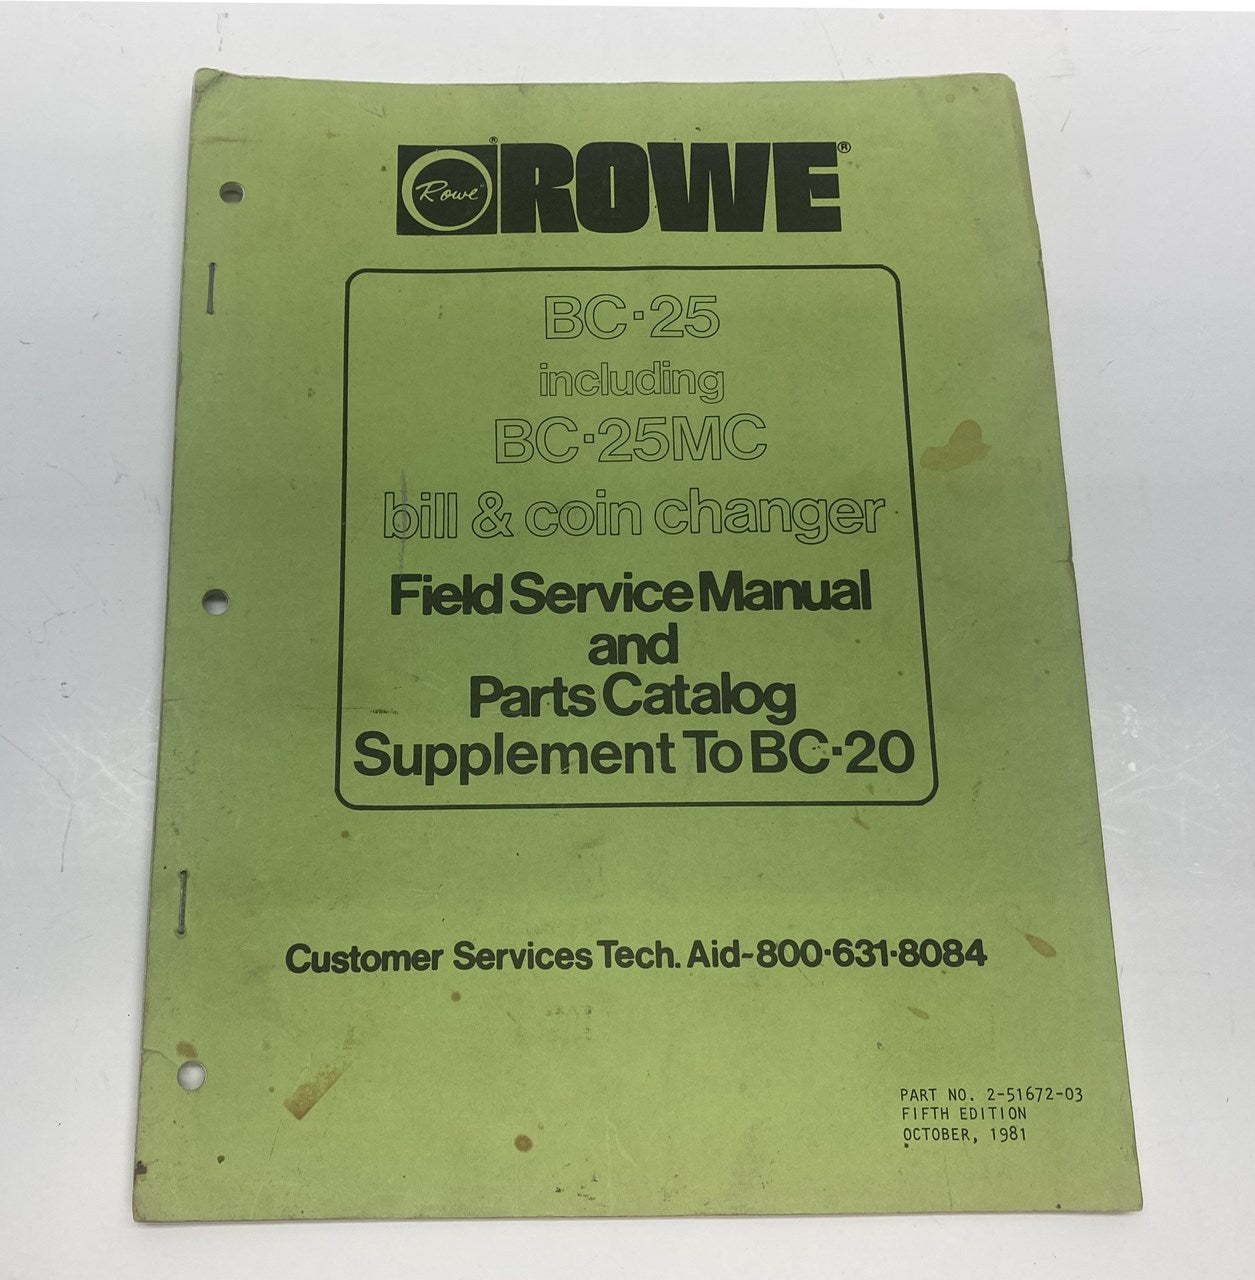 Rowe® ROWE®
BC·25
including
BC·25MC
bill & coin changer
Field Service Manual
and
Parts Catalog
Supplement To BC·20
Customer Services Tech. Aid-800·631·8084
PART NO. 2-51672-03
FIFTH EDITION
OCTOBER, 1981